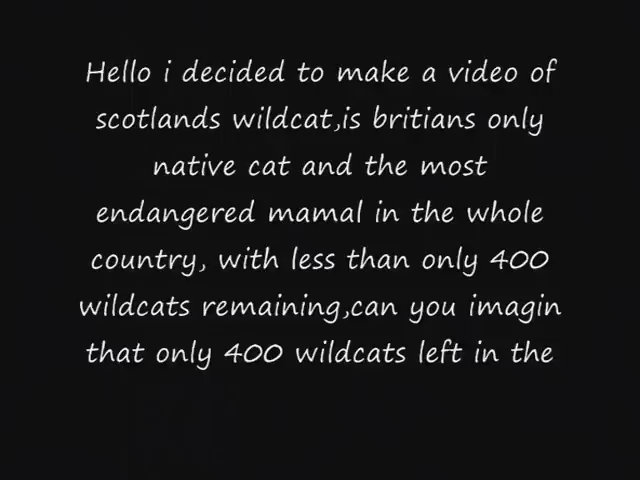 Hello i decided to make a video of
scotlands wildcat,is britians only
native cat and the most
endangered mamal in the whole
country, with less than only 400
wildcats remaining,can you imagin
that only 400 wildcats left in the